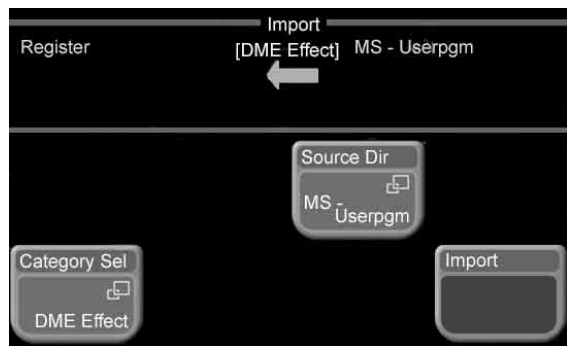 Import
Register
[DME Effect]
MS - Userpgm
Source Dir
MS -
Userpgm
Category Sel
DME Effect
Import